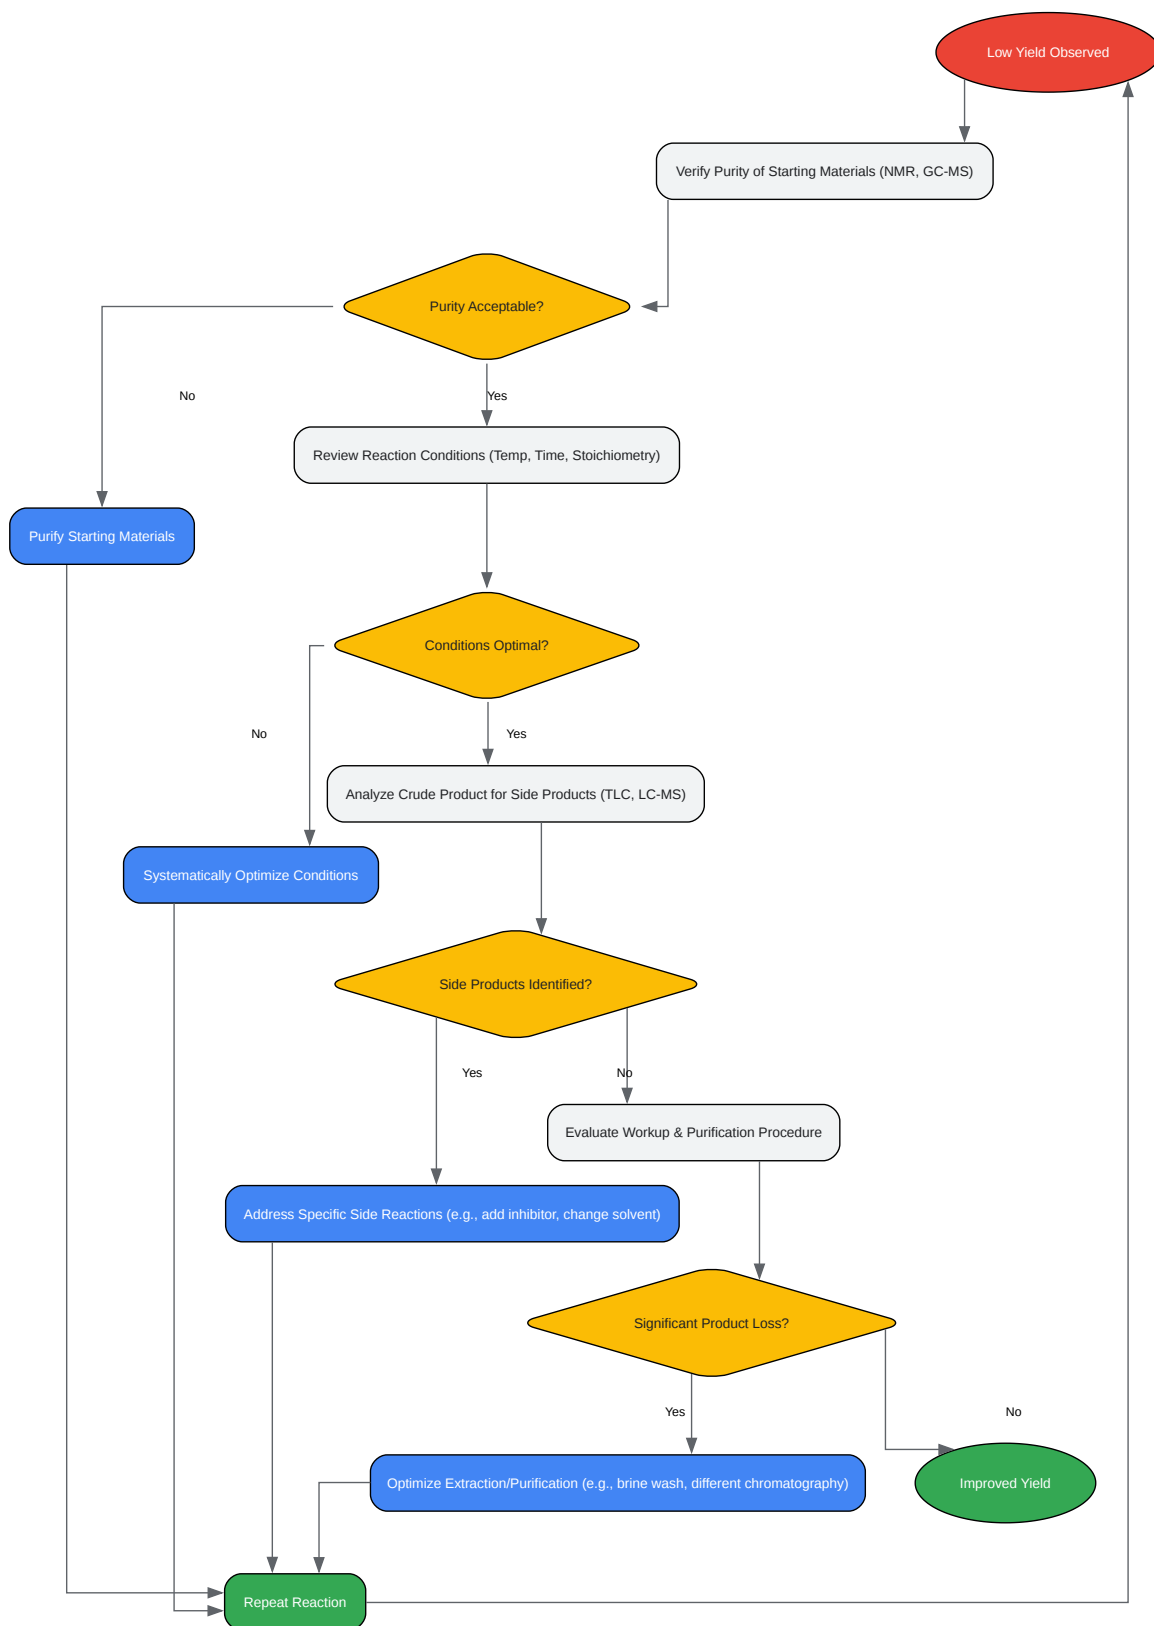 Low Yield Observed
Verify Purity of Starting Materials (NMR, GC-MS)
Purity Acceptable?
No
Yes
Review Reaction Conditions (Temp, Time, Stoichiometry)
Purify Starting Materials
Conditions Optimal?
No
Yes
Analyze Crude Product for Side Products (TLC, LC-MS)
Systematically Optimize Conditions
Side Products Identified?
Yes
No
Evaluate Workup & Purification Procedure
Address Specific Side Reactions (e.g., add inhibitor, change solvent)
Significant Product Loss?
Yes
No
Optimize Extraction/Purification (e.g., brine wash, different chromatography)
Improved Yield
Repeat Reaction